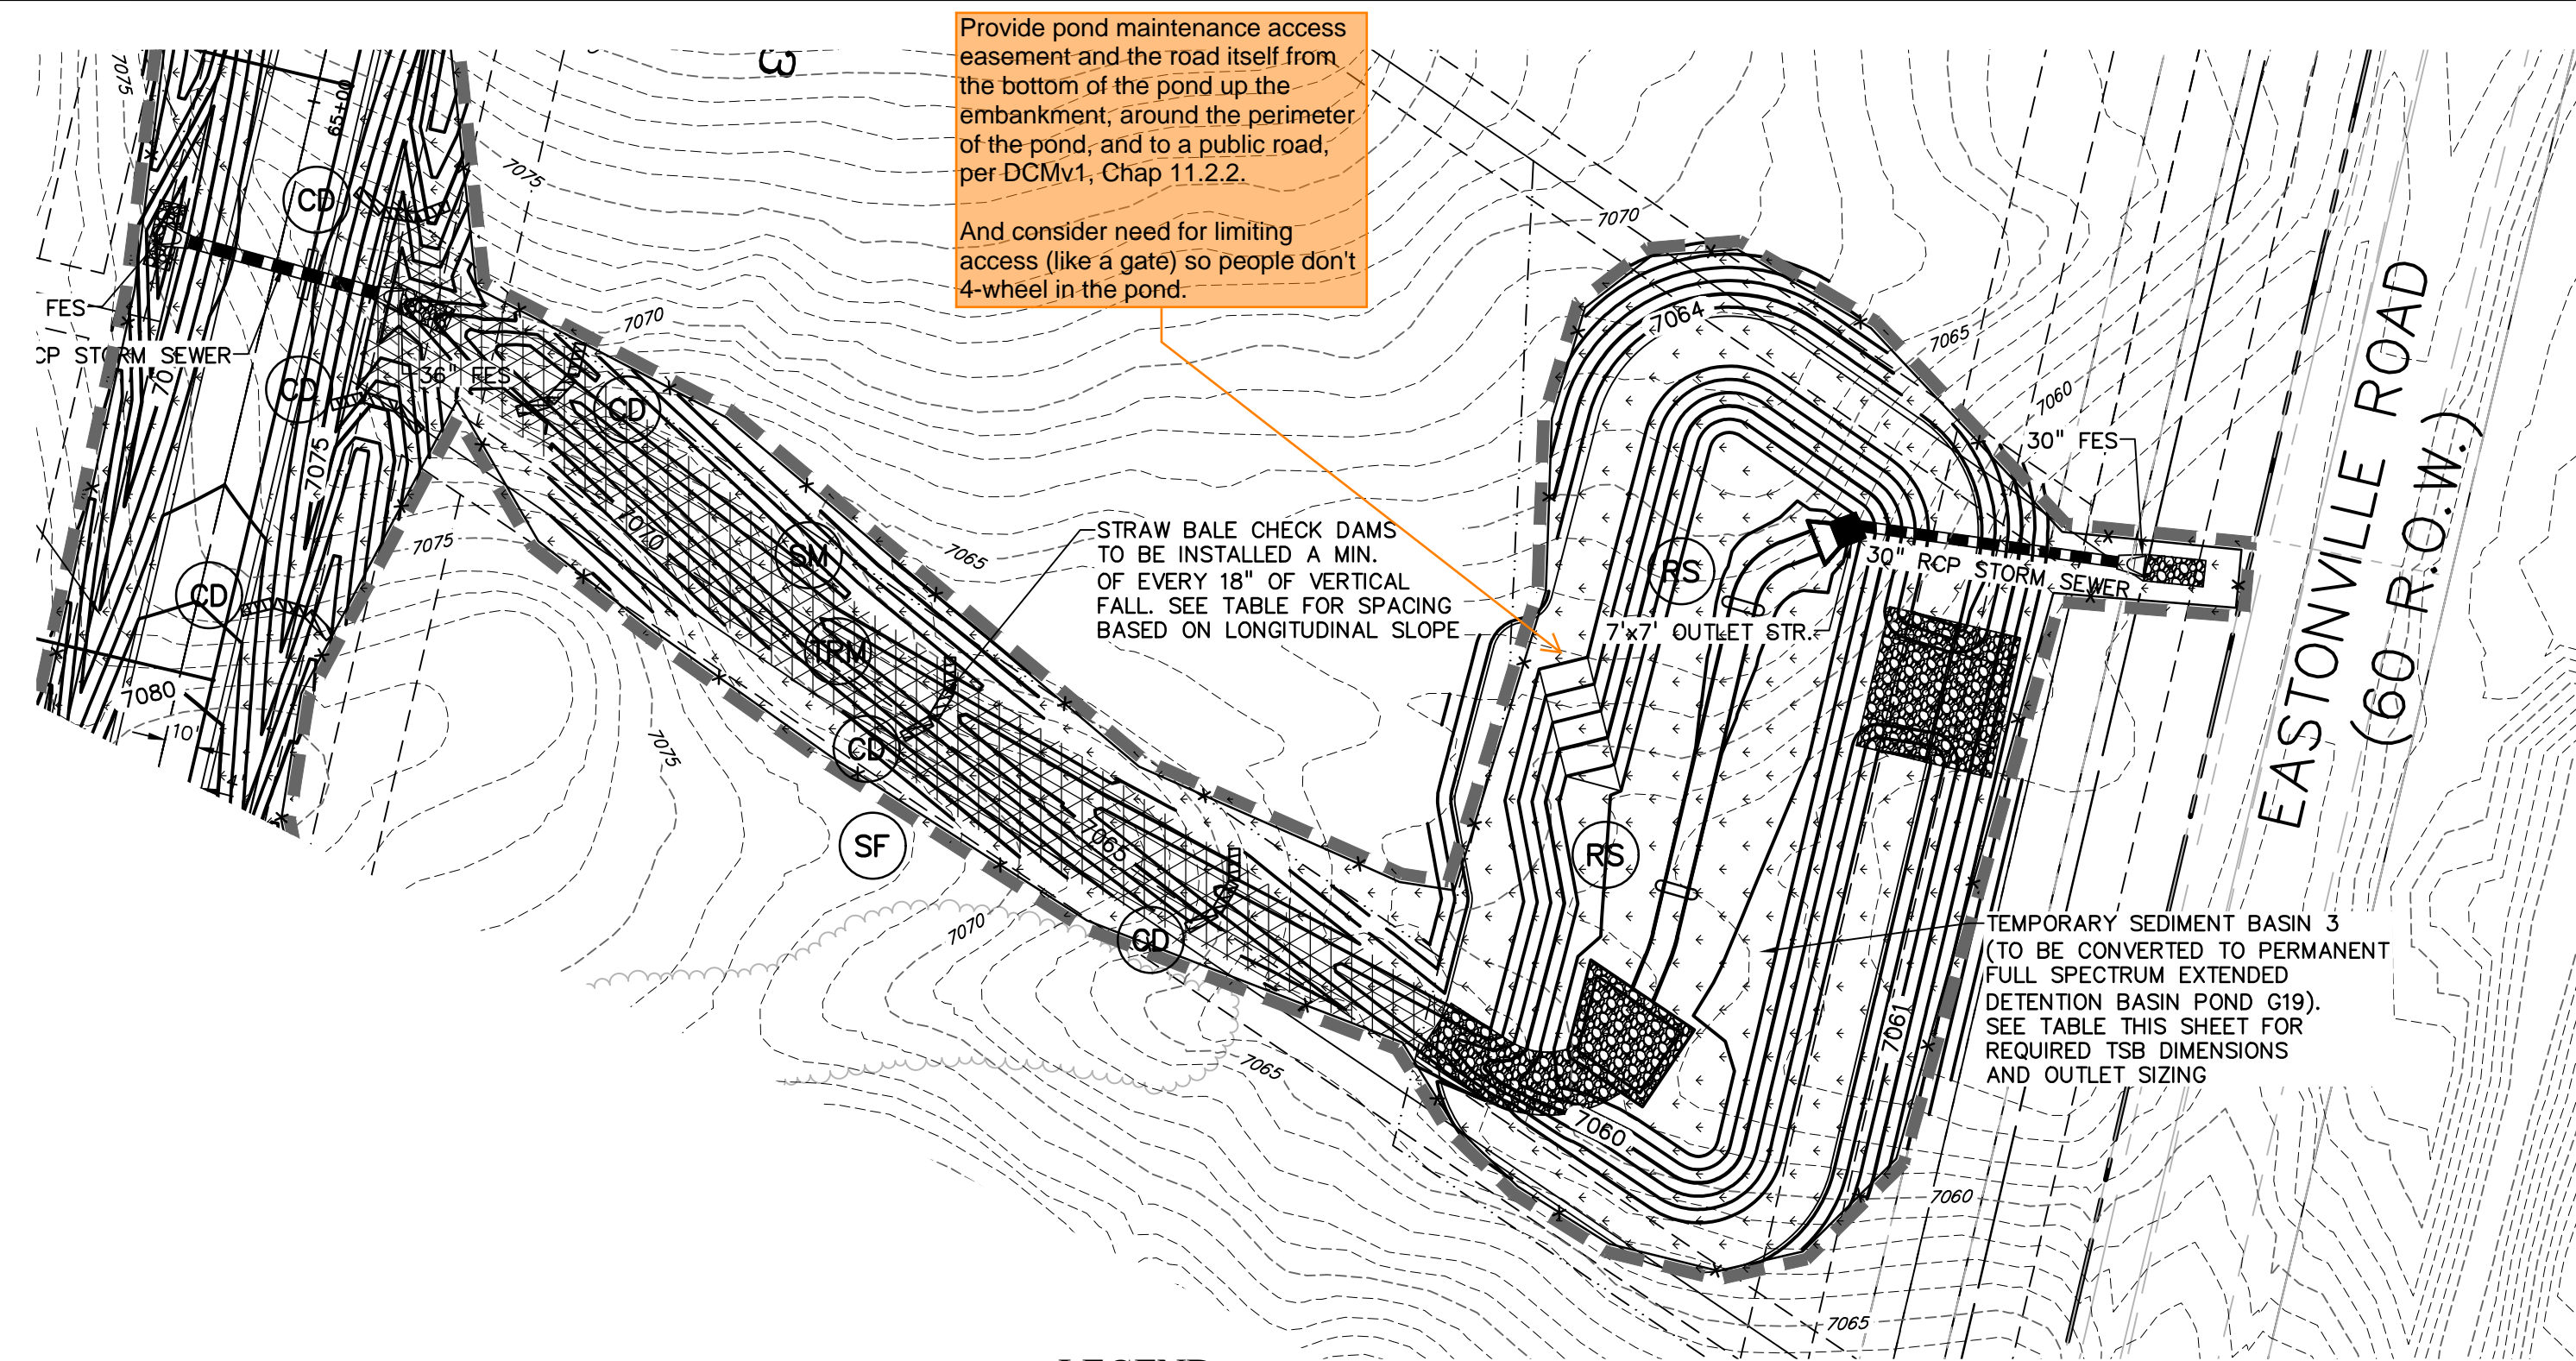 Provide pond maintenance access
easement and the road itself from
the bottom of the pond up the
embankment, around the perimeter
of the pond, and to a public road,
per DCMv1, Chap 11.2.2.
And consider need for limiting
access (like a gate) so people don't
4-wheel in the pond.
3
7075
65+00
CD
7075
7070
FES
CP STORM SEWER
CD
36" FES
CD
7075
7070
7075
SM
7065
CD
TRM
7080
10'
7075
CD
SF
7065
7070
CD
7065
STRAW BALE CHECK DAMS
TO BE INSTALLED A MIN.
OF EVERY 18" OF VERTICAL
FALL. SEE TABLE FOR SPACING
BASED ON LONGITUDINAL SLOPE
7070
7064
7065
7060
30" FES
RS
30" RCP STORM SEWER
7'x7' OUTLET STR.
RS
EASTONVILLE ROAD
(60 R.O.W.)
TEMPORARY SEDIMENT BASIN 3
(TO BE CONVERTED TO PERMANENT
FULL SPECTRUM EXTENDED
DETENTION BASIN POND G19).
SEE TABLE THIS SHEET FOR
REQUIRED TSB DIMENSIONS
AND OUTLET SIZING
7061
7060
7060
7065
LEGEND